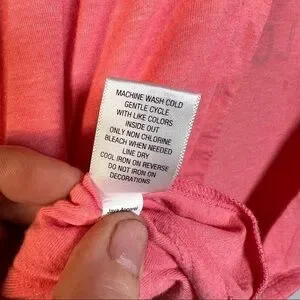 MACHINE WASH COLD
GENTLE CYCLE
WITH LIKE COLORS
INSIDE OUT
ONLY NON CHLORINE
BLEACH WHEN NEEDED
LINE DRY
COOL IRON ON REVERSE
DO NOT IRON ON
DECORATIONS